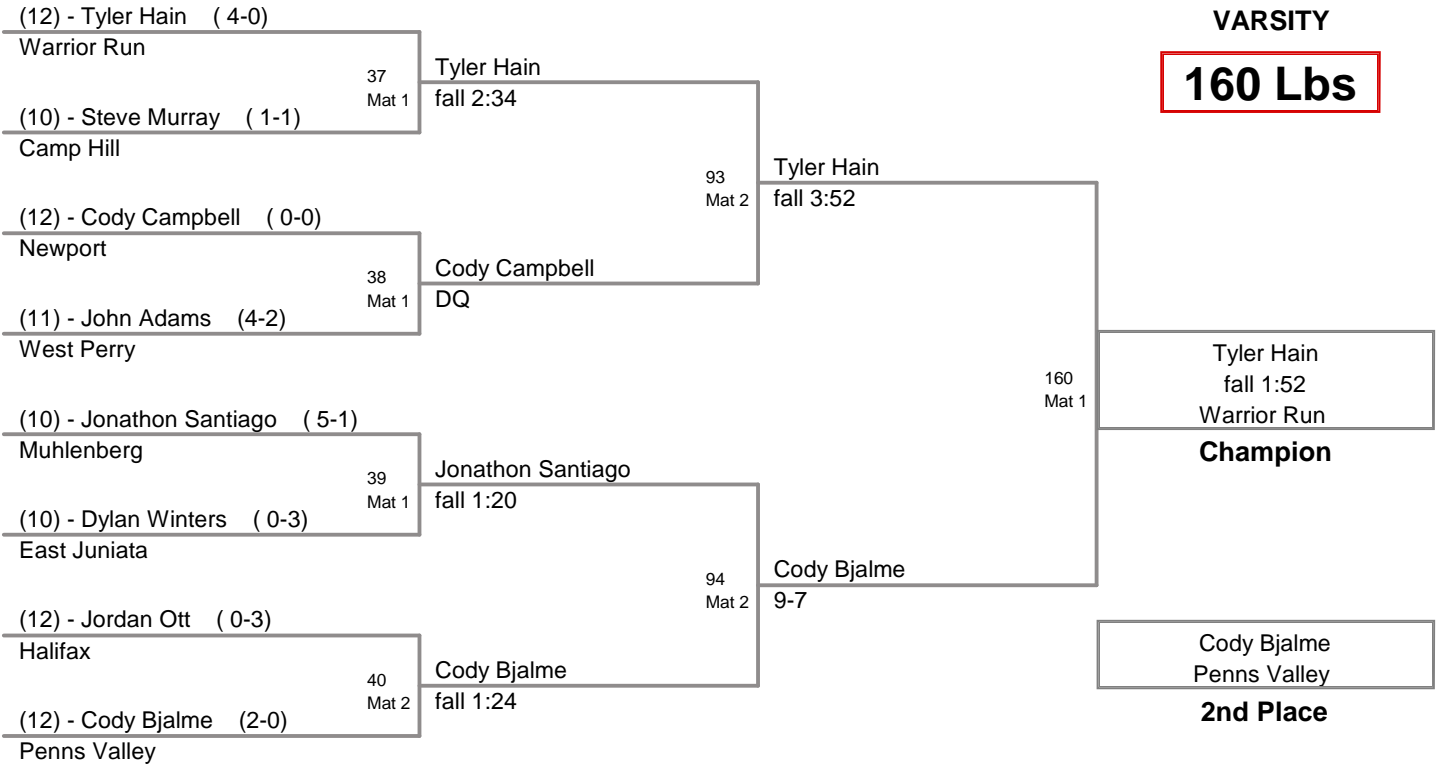 VARSITY
160 Lbs
(12) - Tyler Hain ( 4-0)
Warrior Run
37
Mat 1
Tyler Hain
fall 2:34
(10) - Steve Murray ( 1-1)
Camp Hill
93
Mat 2
Tyler Hain
fall 3:52
(12) - Cody Campbell ( 0-0)
Newport
38
Mat 1
Cody Campbell
DQ
(11) - John Adams (4-2)
West Perry
160
Mat 1
Tyler Hain
fall 1:52
Warrior Run
Champion
(10) - Jonathon Santiago ( 5-1)
Muhlenberg
39
Mat 1
Jonathon Santiago
fall 1:20
(10) - Dylan Winters ( 0-3)
East Juniata
94
Mat 2
Cody Bjalme
9-7
(12) - Jordan Ott ( 0-3)
Halifax
40
Mat 2
Cody Bjalme
fall 1:24
(12) - Cody Bjalme (2-0)
Penns Valley
Cody Bjalme
Penns Valley
2nd Place